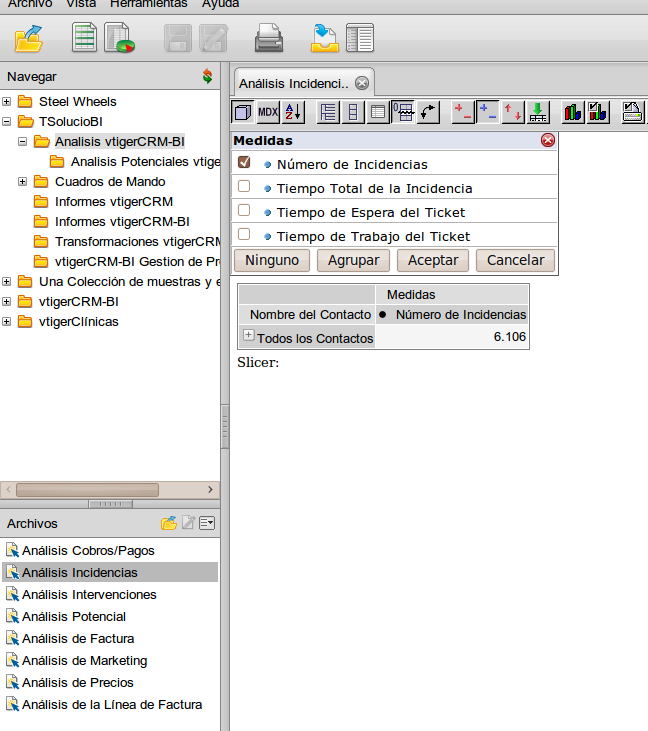 Archivo Vista Herramientas Ayuda
Navegar
Steel Wheels
TSolucioBI
Analisis vtigerCRM-BI
Analisis Potenciales vtige
Cuadros de Mando
Informes vtigerCRM
Informes vtigerCRM-BI
Transformaciones vtigerCRM
vtigerCRM-BI Gestion de Pr
Una Colección de muestras y e
vtigerCRM-BI
vtigerClínicas
Archivos
Análisis Cobros/Pagos
Análisis Incidencias
Análisis Intervenciones
Análisis Potencial
Análisis de Factura
Análisis de Marketing
Análisis de Precios
Análisis de la Línea de Factura
Análisis Incidenci..
MDX
Medidas
Número de Incidencias
Tiempo Total de la Incidencia
Tiempo de Espera del Ticket
Tiempo de Trabajo del Ticket
Ninguno Agrupar Aceptar Cancelar
Medidas
Nombre del Contacto Número de Incidencias
Todos los Contactos 6.106
Slicer: